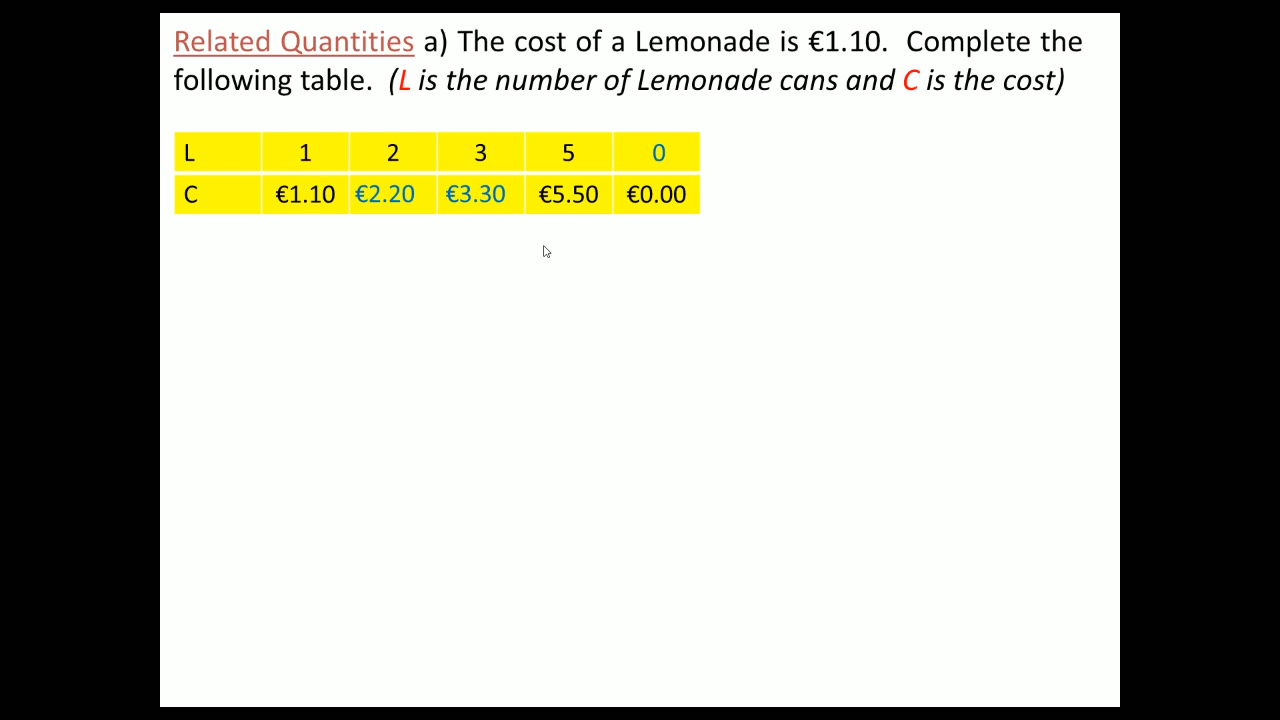 Related Quantities a) The cost of a Lemonade is €1.10. Complete the
following table. (L is the number of Lemonade cans and C is the cost)
L 1 2 3 5 0
C €1.10 €2.20 €3.30 €5.50 €0.00